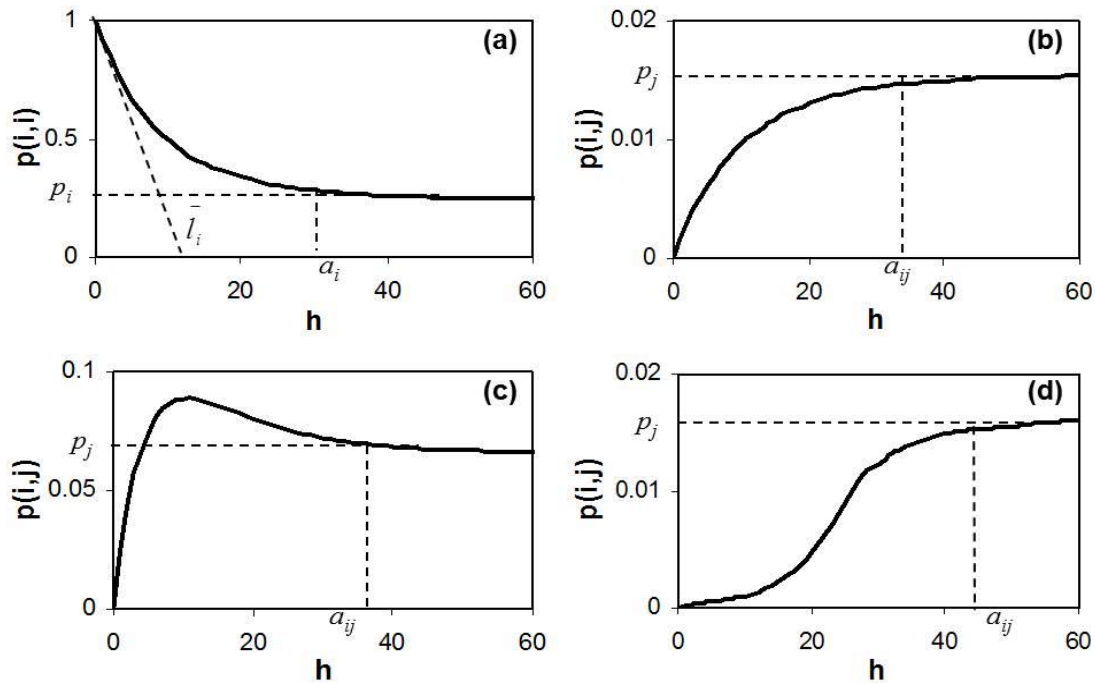 (a)
p(i,i)
1
0.5
0
p_i
l̄_i
a_i
0 20 40 60
h
(b)
p(i,j)
0.02
0.01
0
p_j
a_ij
0 20 40 60
h
(c)
p(i,j)
0.1
0.05
0
p_j
a_ij
0 20 40 60
h
(d)
p(i,j)
0.02
0.01
0
p_j
a_ij
0 20 40 60
h